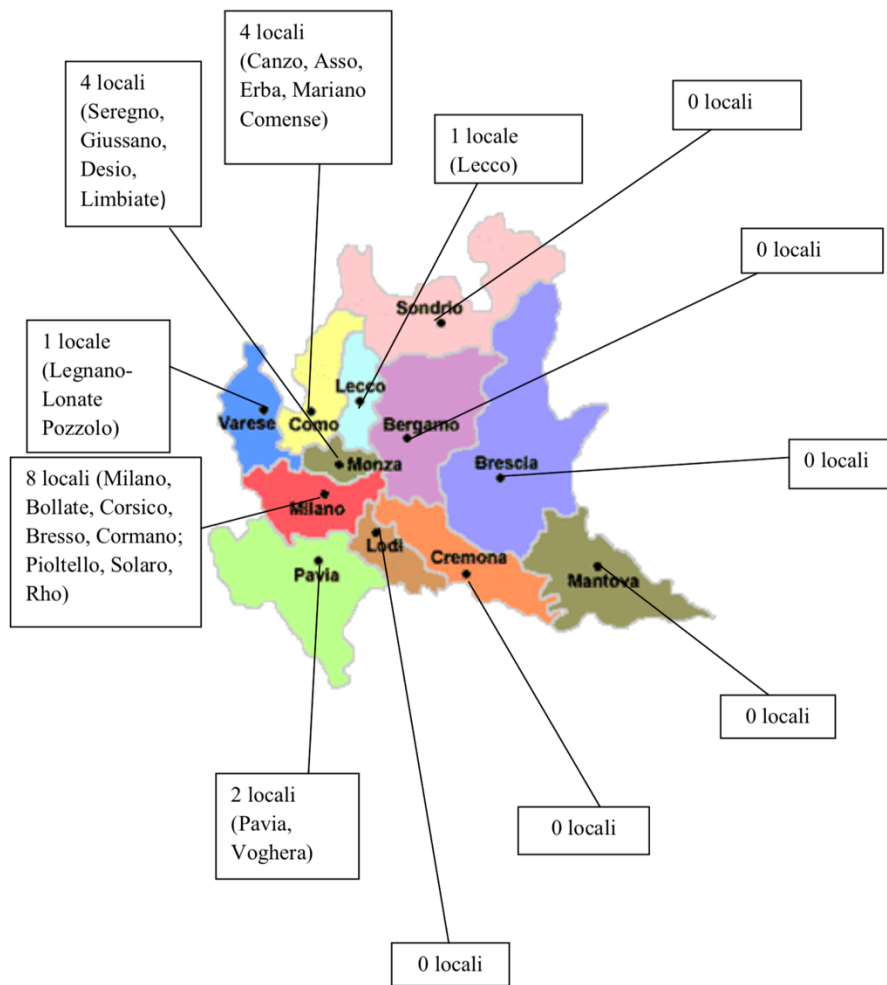 4 locali
(Canzo, Asso,
Erba, Mariano
Comense)
4 locali
(Seregno,
Giussano,
Desio,
Limbiate)
0 locali
1 locale
(Lecco)
0 locali
Sondrio
1 locale
(Legnano-
Lonate
Pozzolo)
Lecco
Varese
Como
Bergamo
Monza
Brescia
0 locali
8 locali (Milano,
Bollate, Corsico,
Bresso, Cormano;
Pioltello, Solaro,
Rho)
Milano
Lodi
Cremona
Pavia
Mantova
0 locali
2 locali
(Pavia,
Voghera)
0 locali
0 locali